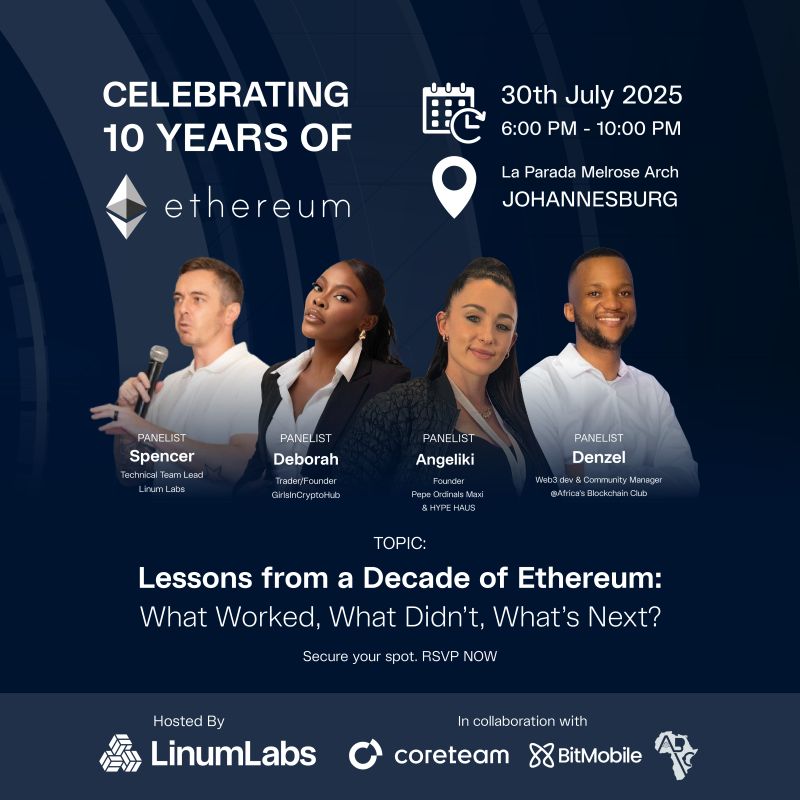 CELEBRATING
10 YEARS OF
ethereum
30th July 2025
6:00 PM - 10:00 PM
La Parada Melrose Arch
JOHANNESBURG
PANELIST
Spencer
Technical Team Lead
Linum Labs
PANELIST
Deborah
Trader/Founder
GirlsInCryptoHub
PANELIST
Angeliki
Founder
Pepe Ordinals Maxi
& HYPE HAUS
PANELIST
Denzel
Web3 dev & Community Manager
@Africa's Blockchain Club
TOPIC:
Lessons from a Decade of Ethereum:
What Worked, What Didn't, What's Next?
Secure your spot. RSVP NOW
Hosted By
LinumLabs
In collaboration with
coreteam
BitMobile